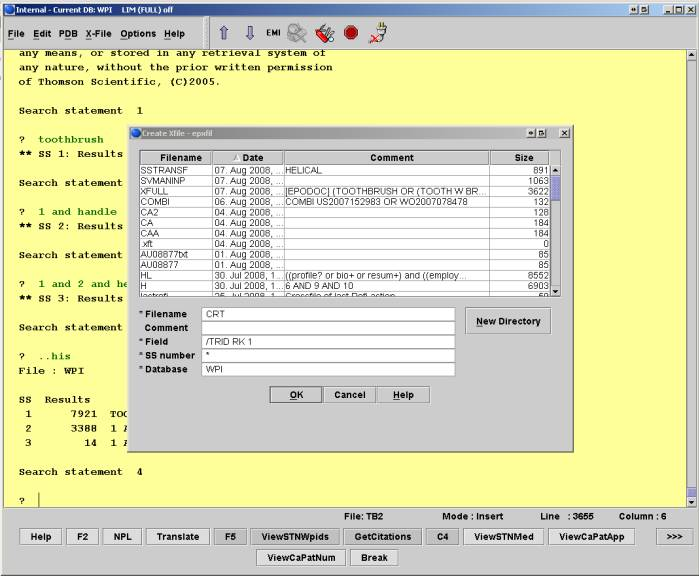 Internal - Current DB: WPI LIM (FULL) off
File Edit PDB X-File Options Help
EMI
any means, or stored in any retrieval system of
any nature, without the prior written permission
of Thomson Scientific, (C)2005.
Search statement 1
? toothbrush
** SS 1: Results
Search statement
? 1 and handle
** SS 2: Results
Search statement
? 1 and 2 and he
** SS 3: Results
Search statement
? ..his
File : WPI
SS Results
1 7921 TOO
2 3388 1
3 14 1
Search statement 4
?
Create Xfile - epxfil
Filename Date Comment Size
SSTRANSF 07. Aug 2008, ... HELICAL 891
SVMANINP 07. Aug 2008, ... 1063
XFULL 07. Aug 2008, ... [EPODOC] (TOOTHBRUSH OR (TOOTH W BR... 3622
COMBI 06. Aug 2008, ... COMBI US2007152983 OR WO2007078478 132
CA2 04. Aug 2008, ... 128
CA 04. Aug 2008, ... 184
CAA 04. Aug 2008, ... 184
.xft 04. Aug 2008, ... 0
AU08877txt 01. Aug 2008, ... 85
AU08877 01. Aug 2008, ... 85
HL 30. Jul 2008, 1... ((profile? or bio+ or resum+) and ((employ... 8552
H 30. Jul 2008, 1... 6 AND 9 AND 10 6903
* Filename CRT
Comment
* Field /TRID RK 1
* SS number *
* Database WPI
New Directory
OK Cancel Help
File: TB2 Mode : Insert Line : 3655 Column : 6
Help F2 NPL Translate F5 ViewSTNWpids GetCitations C4 ViewSTNMed ViewCaPatApp >>>
ViewCaPatNum Break